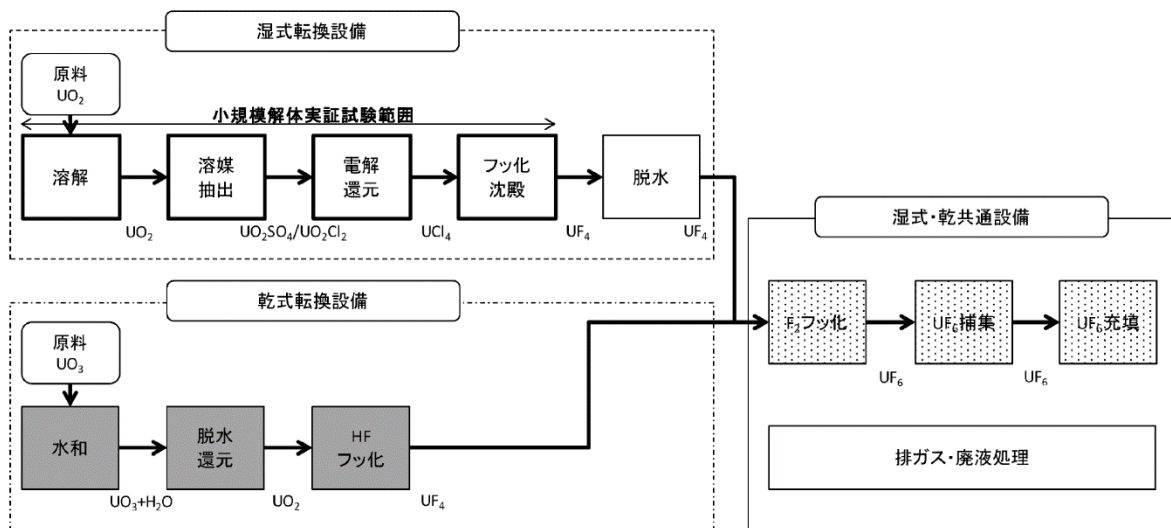 湿式転換設備
原料
UO₂
小規模解体実証試験範囲
溶解
溶媒
抽出
電解
還元
フッ化
沈殿
脱水
UO₂
UO₂SO₄/UO₂Cl₂
UCl₄
UF₄
UF₄
乾式転換設備
原料
UO₃
水和
脱水
還元
HF
フッ化
UO₃+H₂O
UO₂
UF₄
湿式・乾共通設備
F₂フッ化
UF₆捕集
UF₆充填
UF₆
UF₆
排ガス・廃液処理